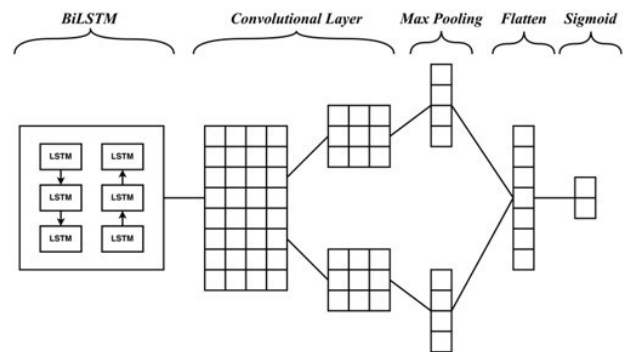 BiLSTM
Convolutional Layer
Max Pooling
Flatten
Sigmoid
LSTM
LSTM
LSTM
LSTM
LSTM
LSTM